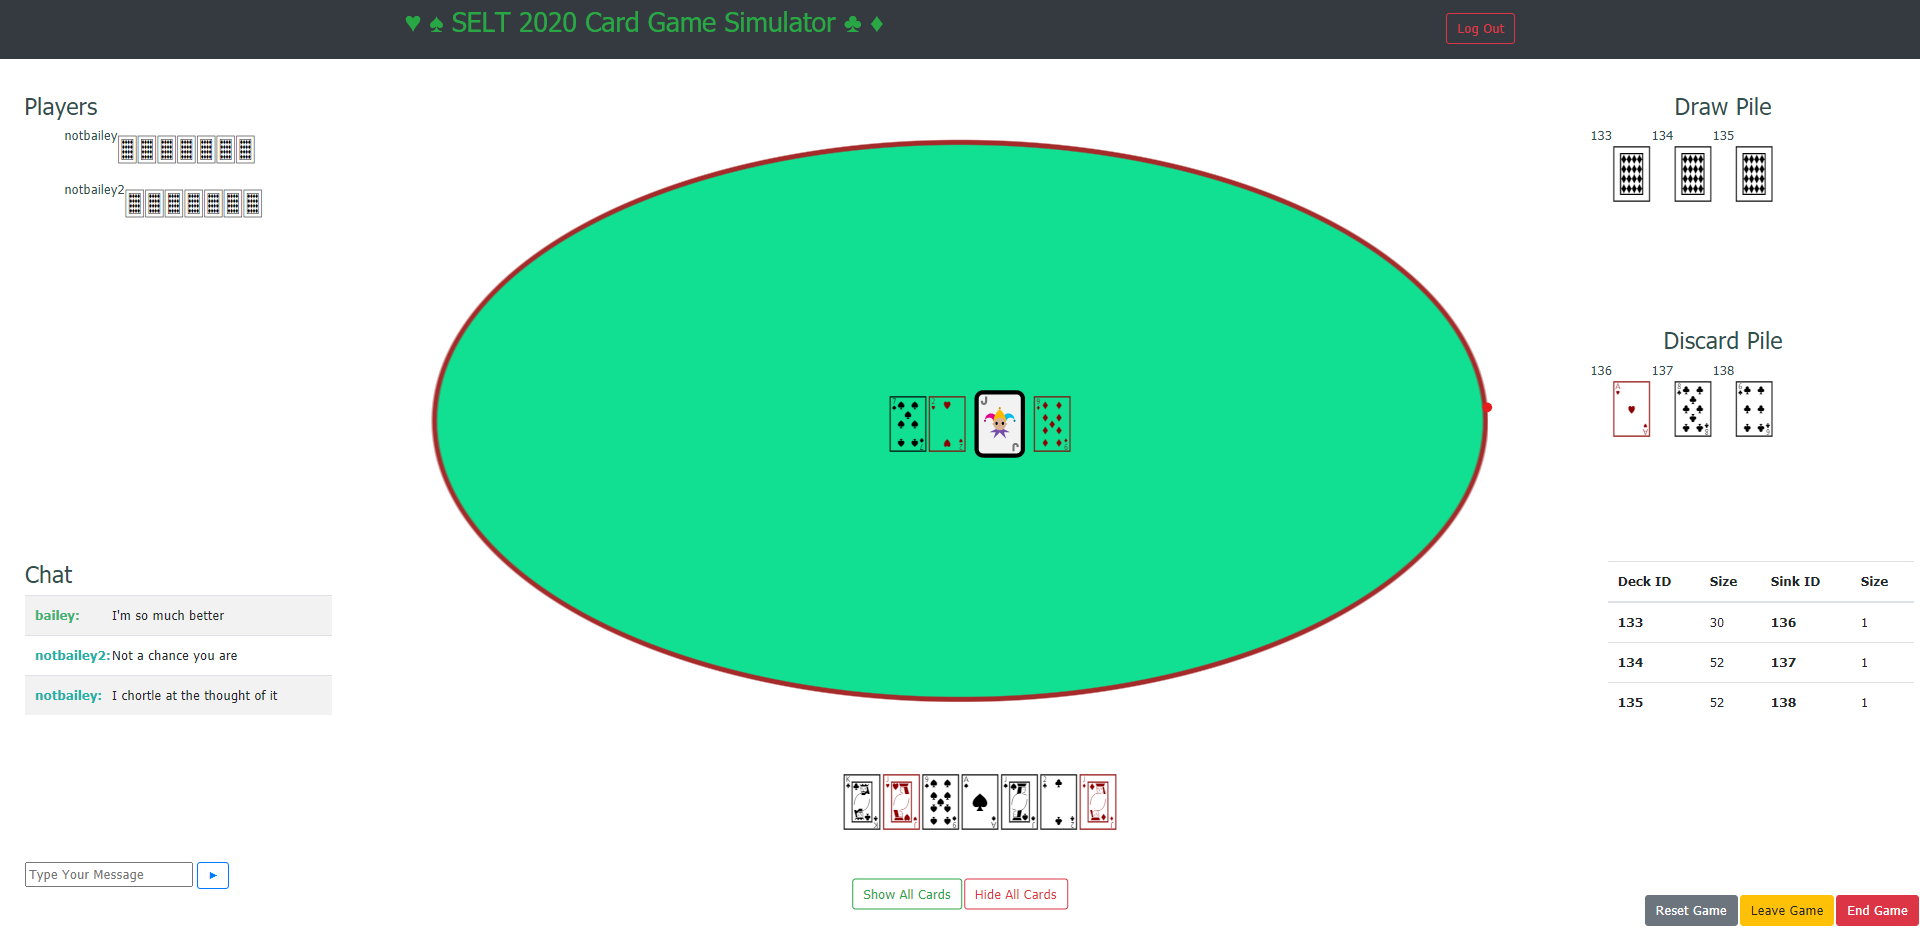 ♥ ♠ SELT 2020 Card Game Simulator ♣ ♦
Log Out
Players
notbailey
notbailey2
Draw Pile
133 134 135
Discard Pile
136 137 138
Chat
bailey: I'm so much better
notbailey2: Not a chance you are
notbailey: I chortle at the thought of it
Deck ID Size Sink ID Size
133 30 136 1
134 52 137 1
135 52 138 1
Type Your Message
Show All Cards Hide All Cards
Reset Game Leave Game End Game